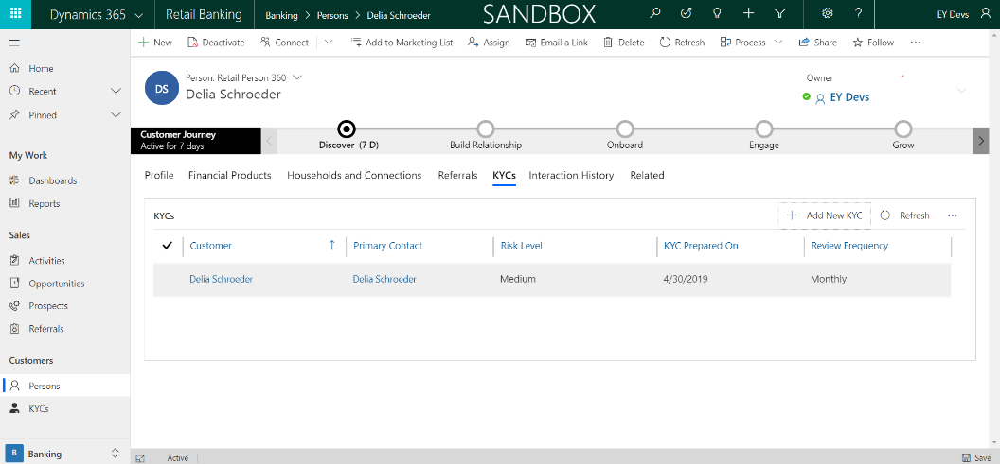 Dynamics 365 Retail Banking Banking > Persons > Delia Schroeder SANDBOX EY Devs
New Deactivate Connect Add to Marketing List Assign Email a Link Delete Refresh Process Share Follow ...
Home
Recent
Pinned
My Work
Dashboards
Reports
Sales
Activities
Opportunities
Prospects
Referrals
Customers
Persons
KYCs
B Banking
DS
Person: Retail Person 360
Delia Schroeder
Owner *
EY Devs
Customer Journey
Active for 7 days
Discover (7 D) Build Relationship Onboard Engage Grow
Profile Financial Products Households and Connections Referrals KYCs Interaction History Related
KYCs Add New KYC Refresh ...
Customer Primary Contact Risk Level KYC Prepared On Review Frequency
Delia Schroeder Delia Schroeder Medium 4/30/2019 Monthly
Active Save